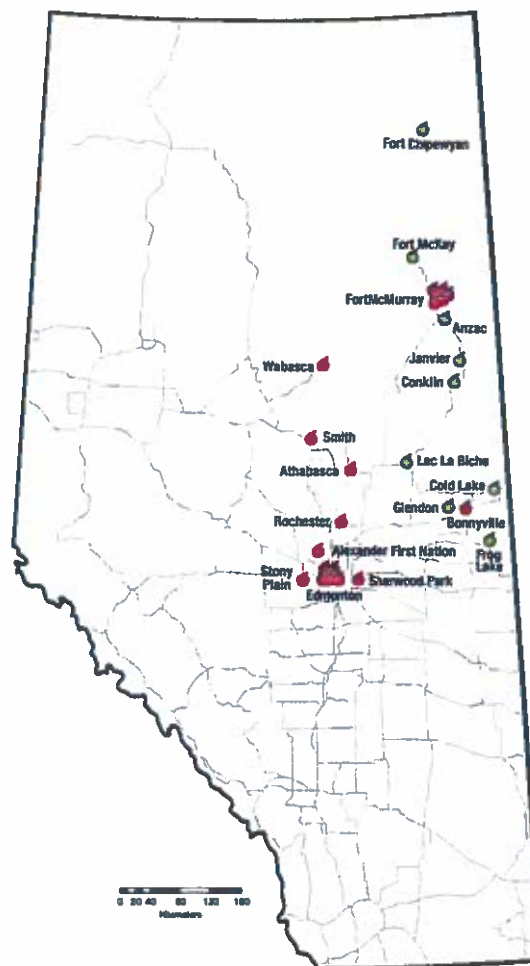 Fort Chipewyan
Fort McKay
FortMcMurray
Anzac
Janvier
Conklin
Wabasca
Smith
Athabasca
Lac La Biche
Cold Lake
Glendon
Bonnyville
Rochester
Frog
Lake
Alexander First Nation
Stony
Plain
Sherwood Park
Edmonton
0 20 40 80 120 160
Kilometers